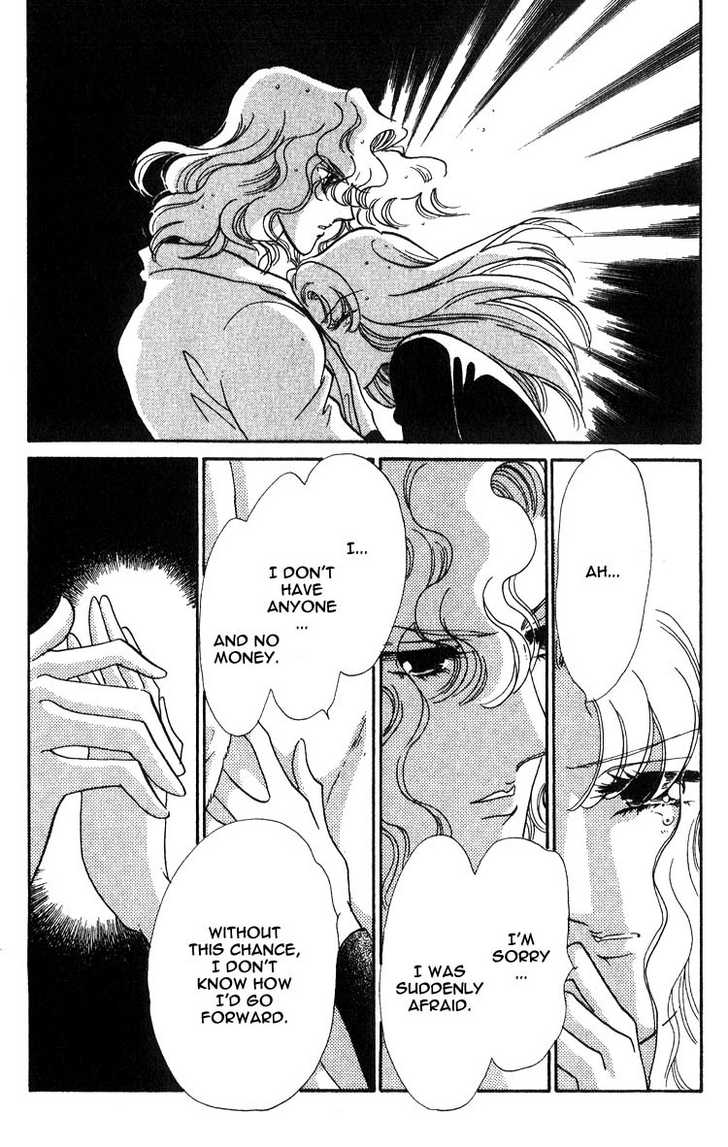 AH...
I'M
SORRY
...
I WAS
SUDDENLY
AFRAID.
I...
I DON'T
HAVE
ANYONE
...
AND NO
MONEY.
WITHOUT
THIS CHANCE,
I DON'T
KNOW HOW
I'D GO
FORWARD.